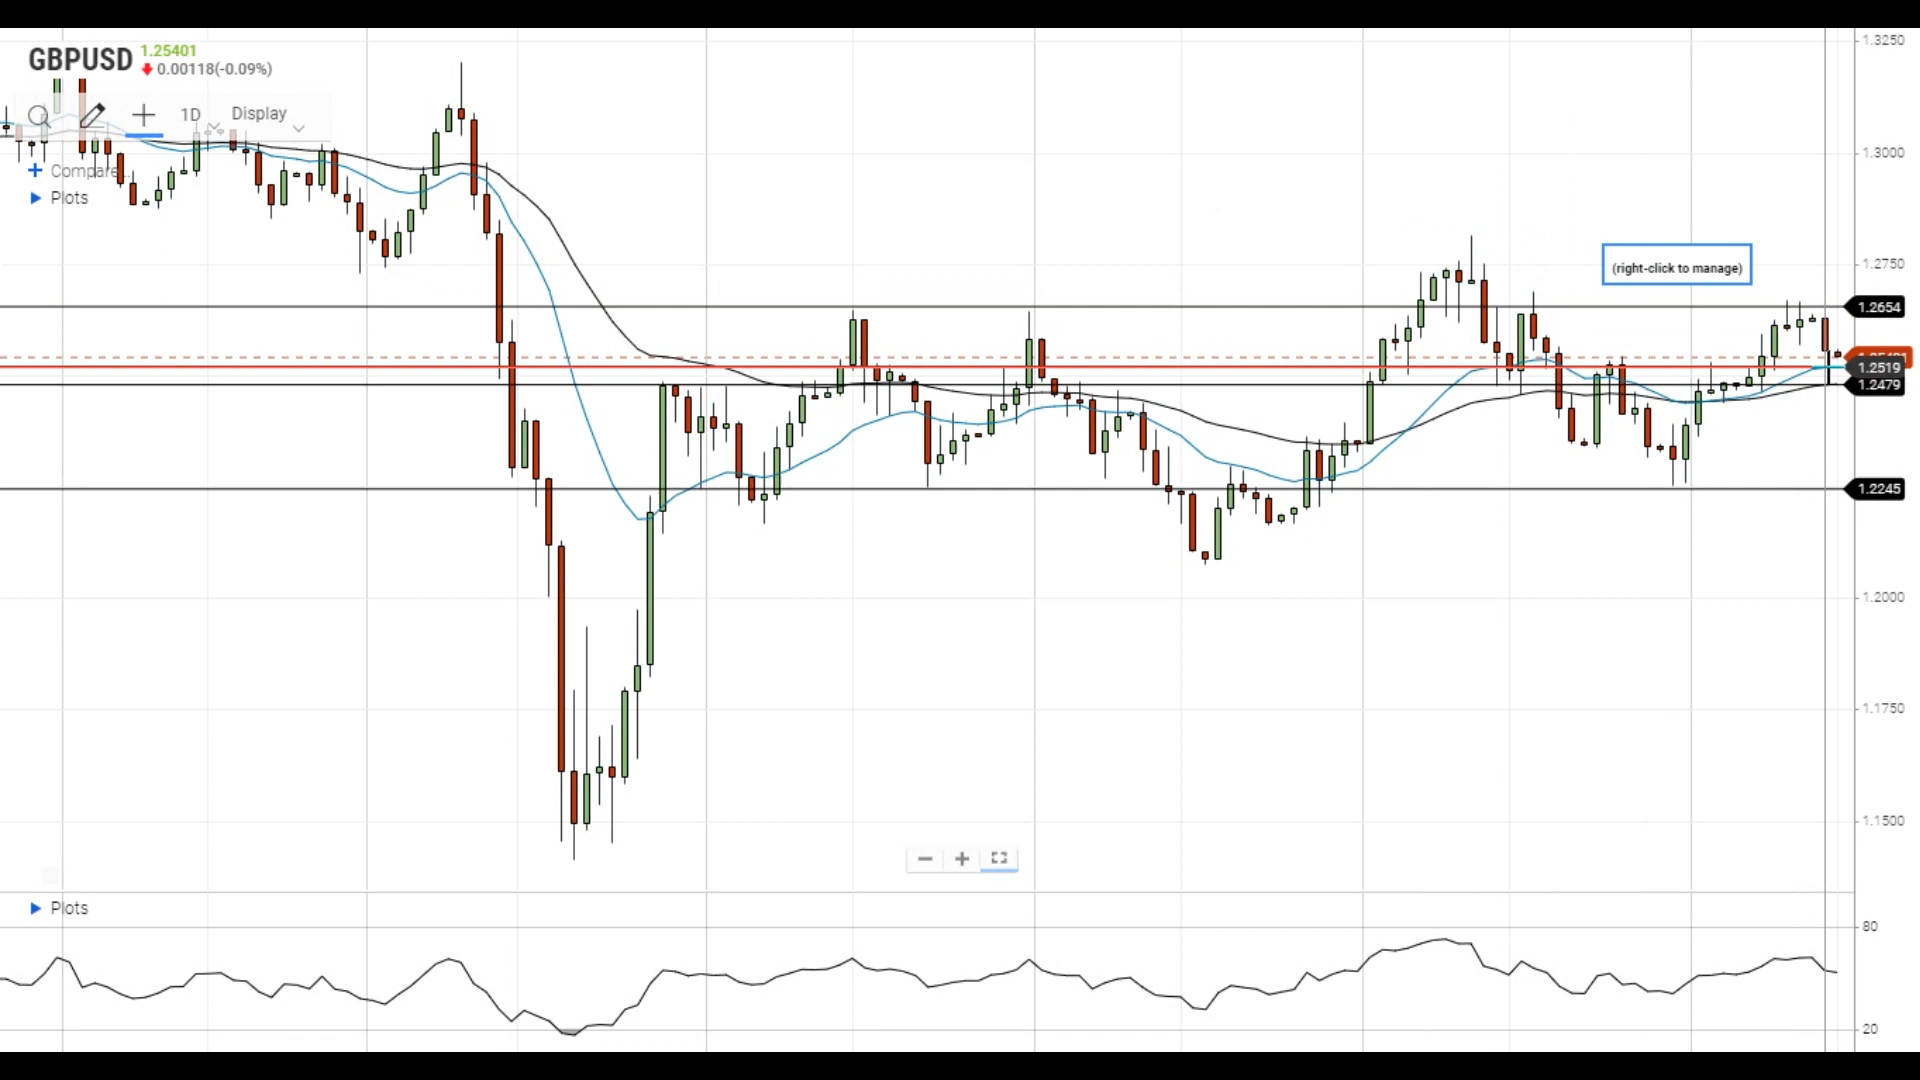 GBPUSD 1.25401
0.00118(-0.09%)
1D Display
Compare...
Plots
(right-click to manage)
1.3250
1.3000
1.2750
1.2654
1.2519
1.2479
1.2245
1.2000
1.1750
1.1500
Plots
80
20